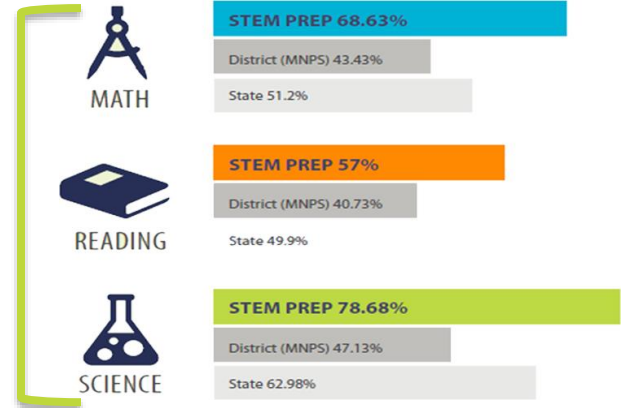 STEM PREP 68.63%
District (MNPS) 43.43%
State 51.2%
MATH
STEM PREP 57%
District (MNPS) 40.73%
State 49.9%
READING
STEM PREP 78.68%
District (MNPS) 47.13%
State 62.98%
SCIENCE